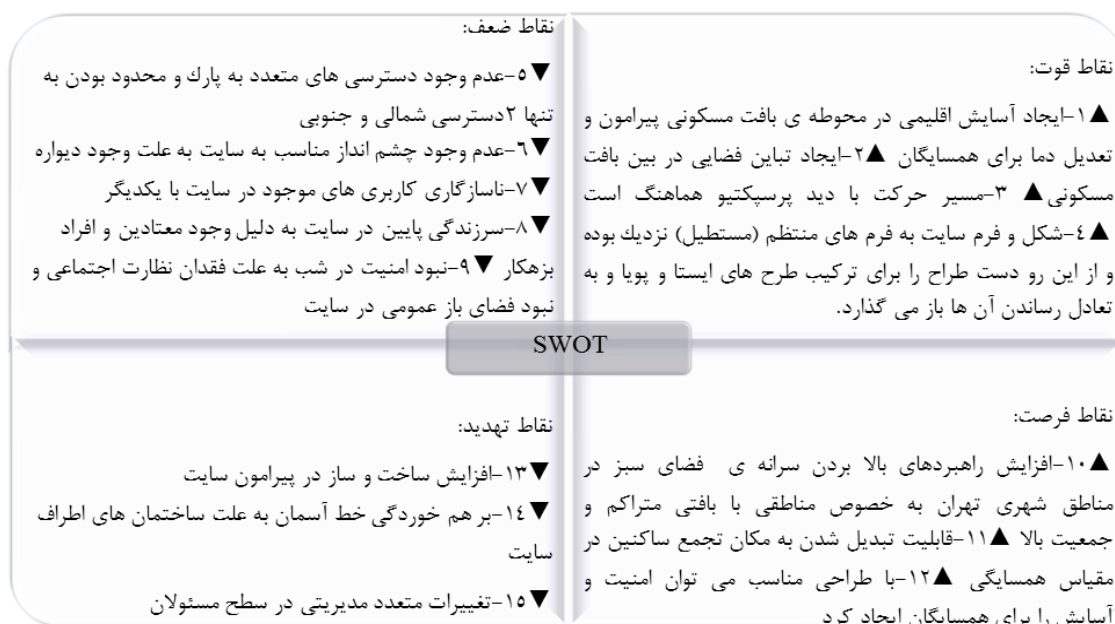 نقاط قوت:
▲۱-ایجاد آسایش اقلیمی در محوطه ی بافت مسکونی پیرامون و
تعدیل دما برای همسایگان ▲۲-ایجاد تباین فضایی در بین بافت
مسکونی▲ ۳-مسیر حرکت با دید پرسپکتیو هماهنگ است
▲٤-شکل و فرم سایت به فرم های منتظم (مستطیل) نزدیك بوده
و از این رو دست طراح را برای ترکیب طرح های ایستا و پویا و به
تعادل رساندن آن ها باز می گذارد.
نقاط ضعف:
▼٥-عدم وجود دسترسی های متعدد به پارك و محدود بودن به
تنها ۲دسترسی شمالی و جنوبی
▼٦-عدم وجود چشم انداز مناسب به سایت به علت وجود دیواره
▼۷-ناسازگاری کاربری های موجود در سایت با یکدیگر
▼۸-سرزندگی پایین در سایت به دلیل وجود معتادین و افراد
بزهکار ▼۹-نبود امنیت در شب به علت فقدان نظارت اجتماعی و
نبود فضای باز عمومی در سایت
SWOT
نقاط فرصت:
▲۱۰-افزایش راهبردهای بالا بردن سرانه ی فضای سبز در
مناطق شهری تهران به خصوص مناطقی با بافتی متراکم و
جمعیت بالا ▲۱۱-قابلیت تبدیل شدن به مکان تجمع ساکنین در
مقیاس همسایگی ▲۱۲-با طراحی مناسب می توان امنیت و
آسایش را برای همسایگان ایجاد کرد
نقاط تهدید:
▼۱۳-افزایش ساخت و ساز در پیرامون سایت
▼۱٤-بر هم خوردگی خط آسمان به علت ساختمان های اطراف
سایت
▼۱٥-تغییرات متعدد مدیریتی در سطح مسئولان